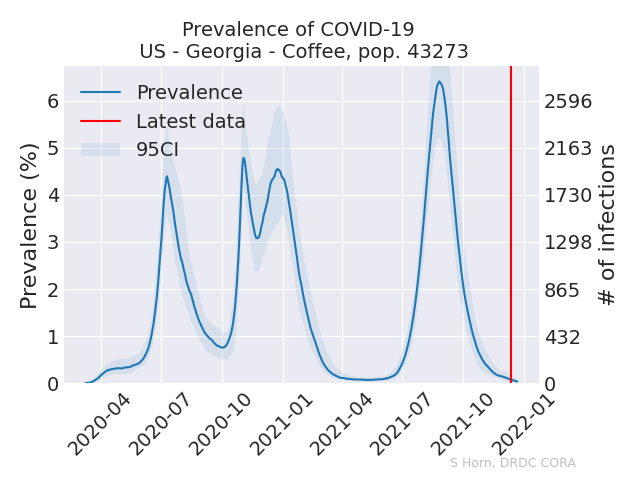 Prevalence of COVID-19
US - Georgia - Coffee, pop. 43273
Prevalence
Latest data
95CI
Prevalence (%)
6
5
4
3
2
1
0
2596
2163
1730
1298
865
432
0
# of infections
2020-04
2020-07
2020-10
2021-01
2021-04
2021-07
2021-10
2022-01
S Horn, DRDC CORA